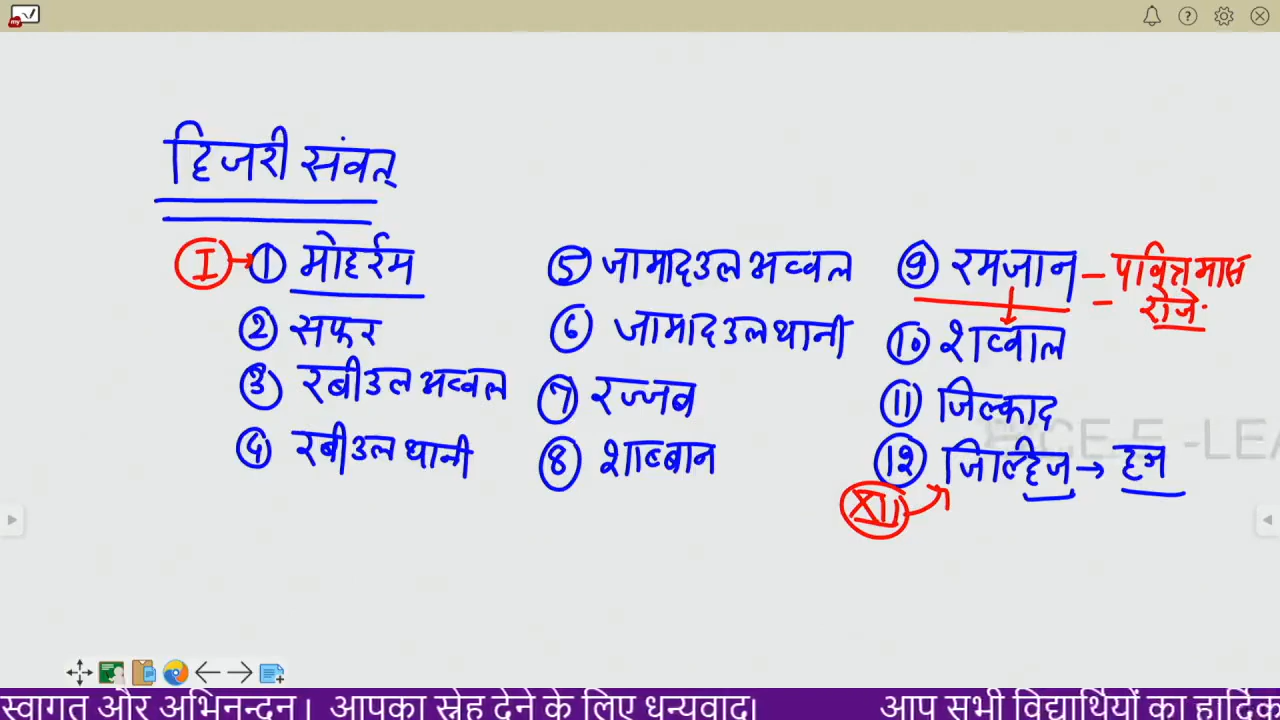 हिजरी संवत्
I → ① मोहर्रम
② सफर
③ रबी उल अव्वल
④ रबी उल थानी
⑤ जामाद उल अव्वल
⑥ जामाद उल थानी
⑦ रज्जब
⑧ शाब्बान
⑨ रमजान - पवित्र मास
- रोजे
⑩ शव्वाल
⑪ जिल्काद
⑫ जिल्हिज → हज
XII
स्वागत और अभिनन्दन। आपका स्नेह देने के लिए धन्यवाद। आप सभी विद्यार्थियों का हार्दिक